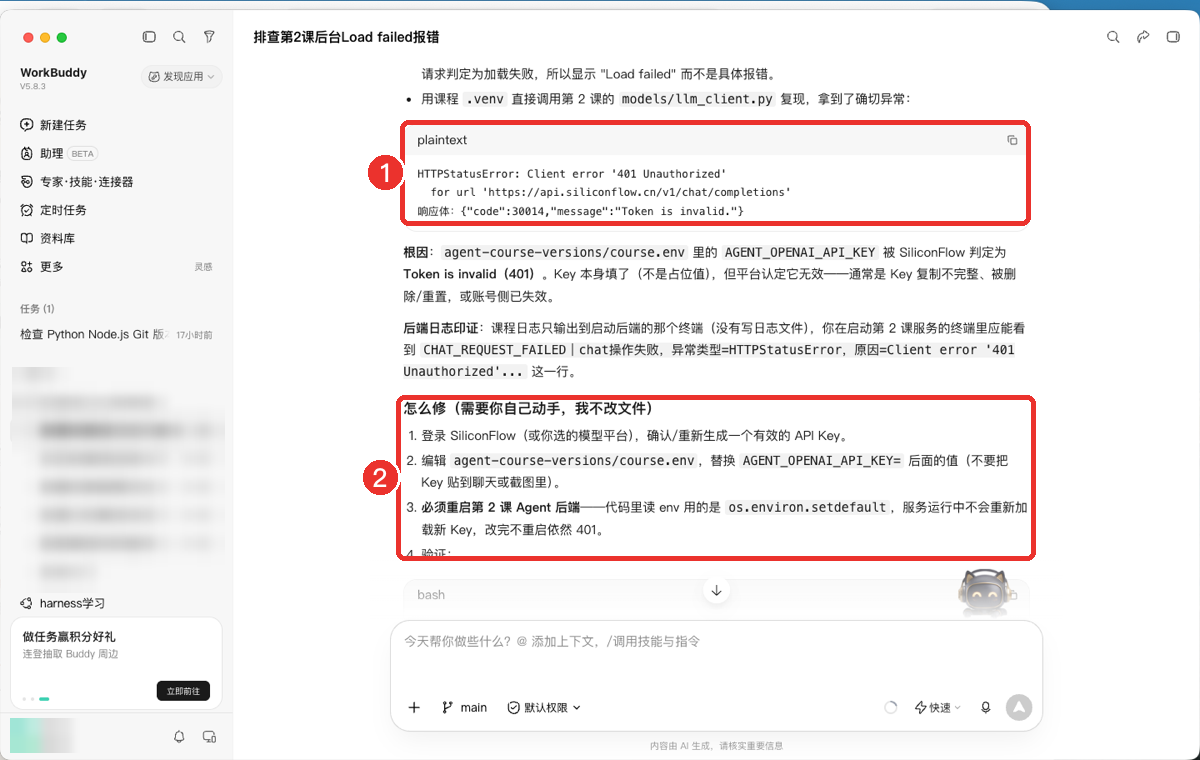 排查第2课后台Load failed报错
WorkBuddy
V5.8.3
发现应用
新建任务
助理 BETA
专家·技能·连接器
定时任务
资料库
更多 灵感
任务 (1)
检查 Python Node.js Git 版 17小时前
harness学习
做任务赢积分好礼
连登抽取 Buddy 周边
立即前往
请求判定为加载失败，所以显示 "Load failed" 而不是具体报错。
• 用课程 .venv 直接调用第 2 课的 models/llm_client.py 复现，拿到了确切异常：
1
plaintext
HTTPStatusError: Client error '401 Unauthorized'
for url 'https://api.siliconflow.cn/v1/chat/completions'
响应体：{"code":30014,"message":"Token is invalid."}
根因：agent-course-versions/course.env 里的 AGENT_OPENAI_API_KEY 被 SiliconFlow 判定为
Token is invalid（401）。Key 本身填了（不是占位值），但平台认定它无效——通常是 Key 复制不完整、被删
除/重置，或账号侧已失效。
后端日志印证：课程日志只输出到启动后端的那个终端（没有写日志文件），你在启动第 2 课服务的终端里应能看
到 CHAT_REQUEST_FAILED｜chat操作失败，异常类型=HTTPStatusError，原因=Client error '401
Unauthorized'... 这一行。
2
怎么修（需要你自己动手，我不改文件）
1. 登录 SiliconFlow（或你选的模型平台），确认/重新生成一个有效的 API Key。
2. 编辑 agent-course-versions/course.env，替换 AGENT_OPENAI_API_KEY= 后面的值（不要把
Key 贴到聊天或截图里）。
3. 必须重启第 2 课 Agent 后端——代码里读 env 用的是 os.environ.setdefault，服务运行中不会重新加
载新 Key，改完不重启依然 401。
4. 验证：
bash
今天帮你做些什么？@ 添加上下文，/调用技能与指令
main
默认权限
快速
内容由 AI 生成，请核实重要信息